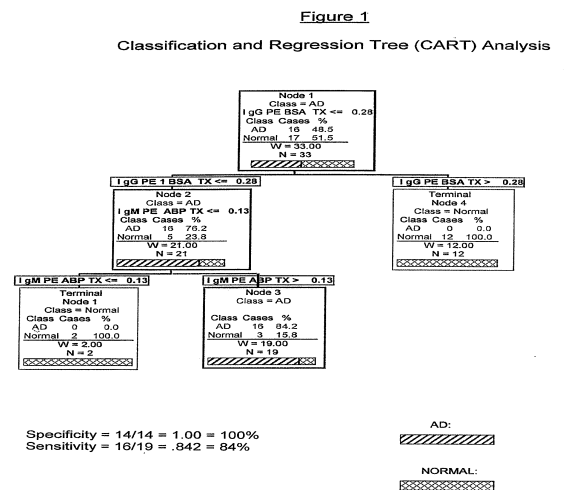 Figure 1
Classification and Regression Tree (CART) Analysis
Node 1
Class = AD
I gG PE BSA TX <= 0.28
Class Cases %
AD 16 48.5
Normal 17 51.5
W = 33.00
N = 33
I gG PE 1 BSA TX <= 0.28
I gG PE BSA TX > 0.28
Node 2
Class = AD
I gM PE ABP TX <= 0.13
Class Cases %
AD 16 76.2
Normal 5 23.8
W = 21.00
N = 21
Terminal
Node 4
Class = Normal
Class Cases %
AD 0 0.0
Normal 12 100.0
W = 12.00
N = 12
I gM PE ABP TX <= 0.13
I gM PE ABP TX > 0.13
Terminal
Node 1
Class = Normal
Class Cases %
AD 0 0.0
Normal 2 100.0
W = 2.00
N = 2
Node 3
Class = AD
Class Cases %
AD 16 84.2
Normal 3 15.8
W = 19.00
N = 19
Specificity = 14/14 = 1.00 = 100%
Sensitivity = 16/19 = .842 = 84%
AD:
NORMAL: